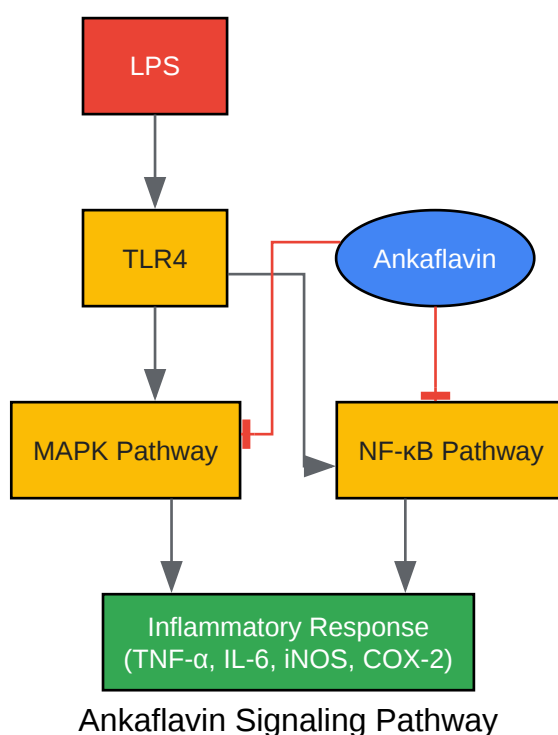 LPS
TLR4
Ankaflavin
MAPK Pathway
NF-κB Pathway
Inflammatory Response
(TNF-α, IL-6, iNOS, COX-2)
Ankaflavin Signaling Pathway